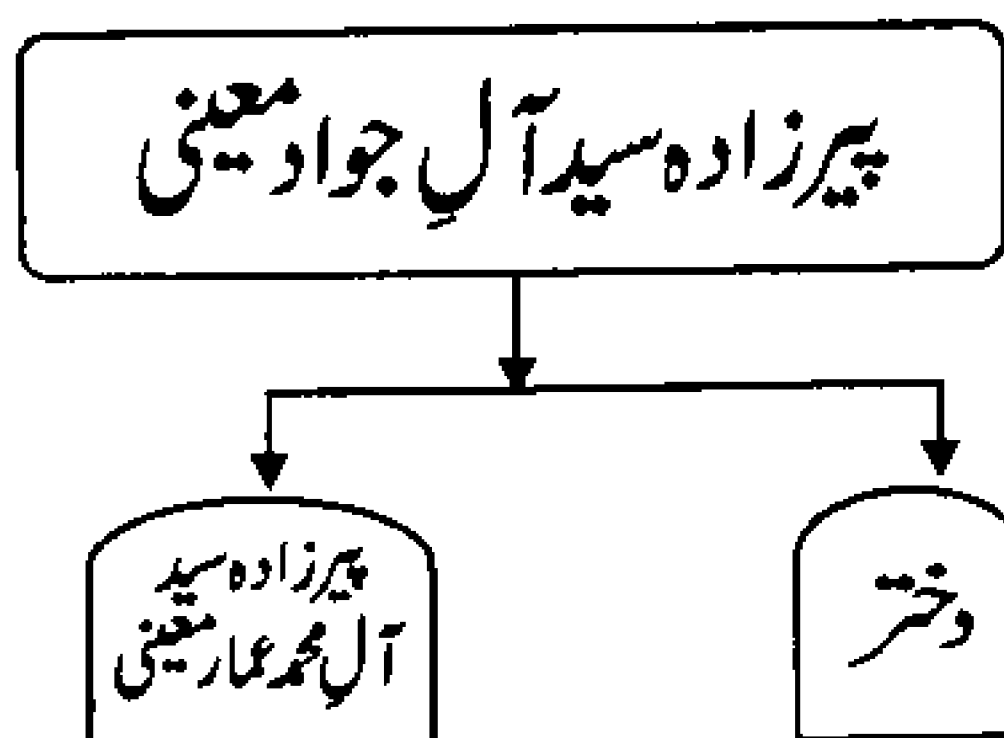 پیرزادہ سید آلِ جواد معینی
دختر
پیرزادہ سید
آلِ محمد عمار معینی